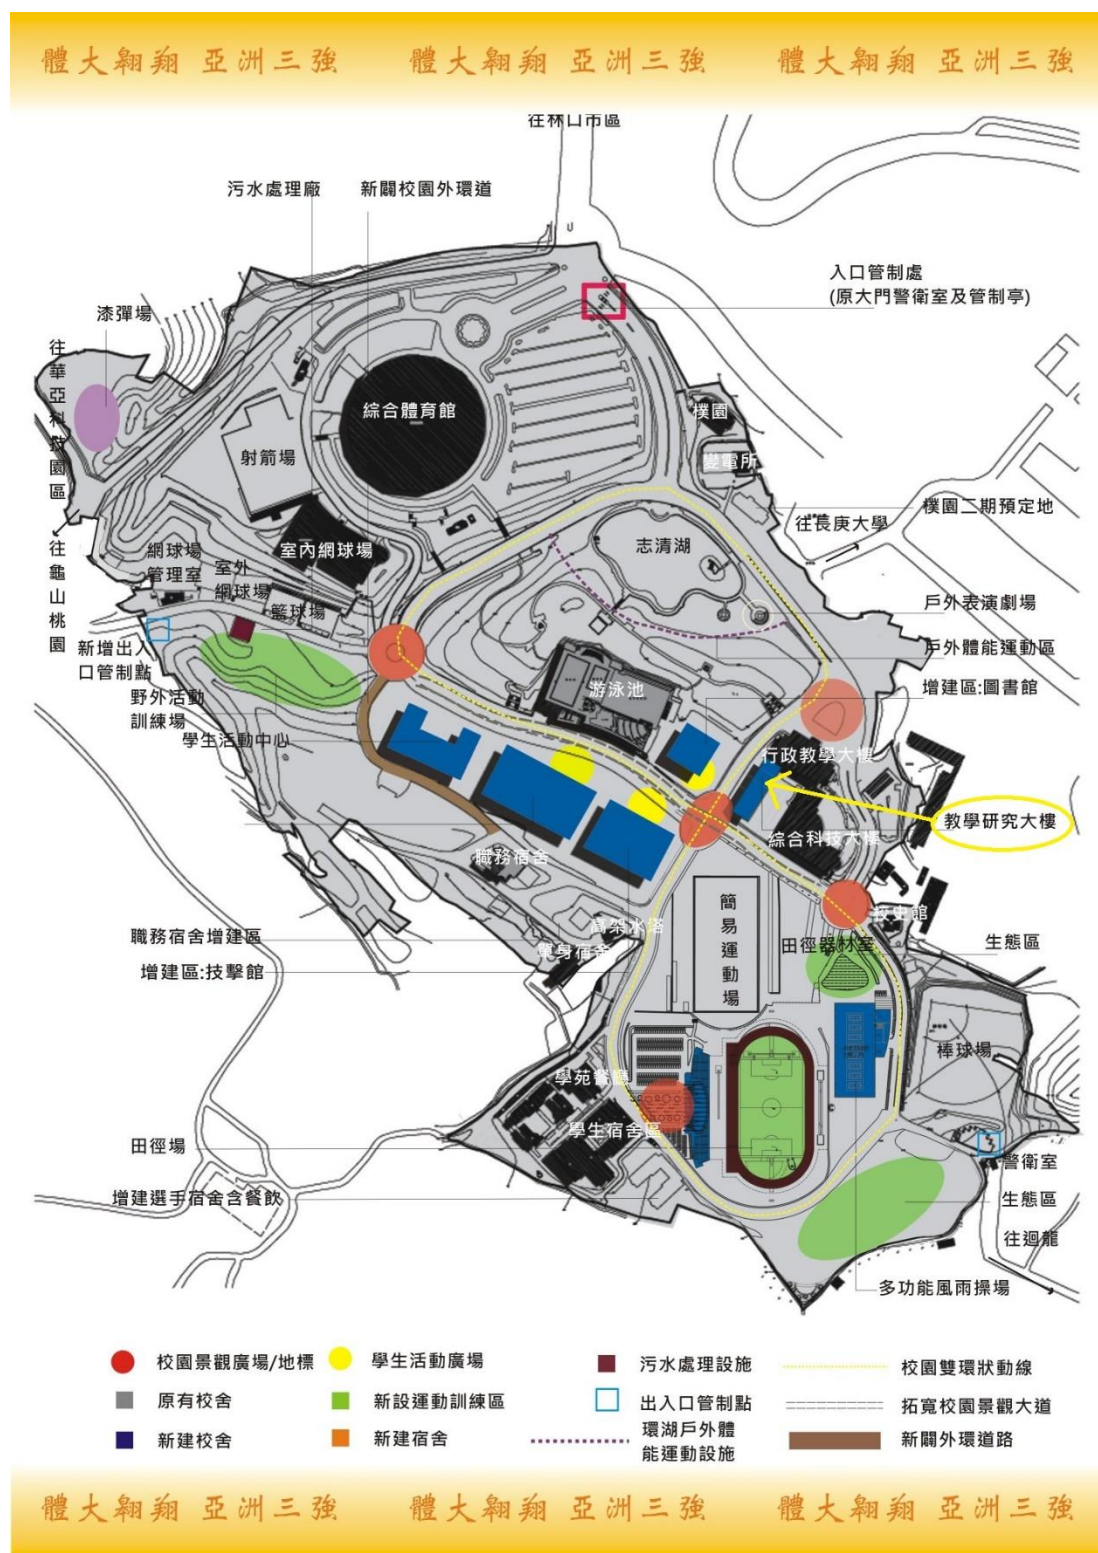 體大翱翔 亞洲三強 體大翱翔 亞洲三強 體大翱翔 亞洲三強
往林口市區
污水處理廠
新闢校園外環道
入口管制處
(原大門警衛室及管制亭)
漆彈場
往華亞科技園區
綜合體育館
樸園
射箭場
變電所
樸園二期預定地
往長庚大學
往龜山桃園
網球場
管理室
室外
網球場
室內網球場
志清湖
籃球場
戶外表演劇場
新增出入
口管制點
戶外體能運動區
野外活動
訓練場
游泳池
增建區:圖書館
學生活動中心
行政教學大樓
教學研究大樓
綜合科技大樓
職務宿舍
簡易運動場
校史館
高架水塔
職務宿舍增建區
單身宿舍
田徑器材室
生態區
增建區:技擊館
棒球場
學苑餐廳
學生宿舍區
田徑場
警衛室
增建選手宿舍含餐飲
生態區
往迴龍
多功能風雨操場
校園景觀廣場/地標
學生活動廣場
污水處理設施
校園雙環狀動線
原有校舍
新設運動訓練區
出入口管制點
拓寬校園景觀大道
新建校舍
新建宿舍
環湖戶外體
能運動設施
新闢外環道路
體大翱翔 亞洲三強 體大翱翔 亞洲三強 體大翱翔 亞洲三強